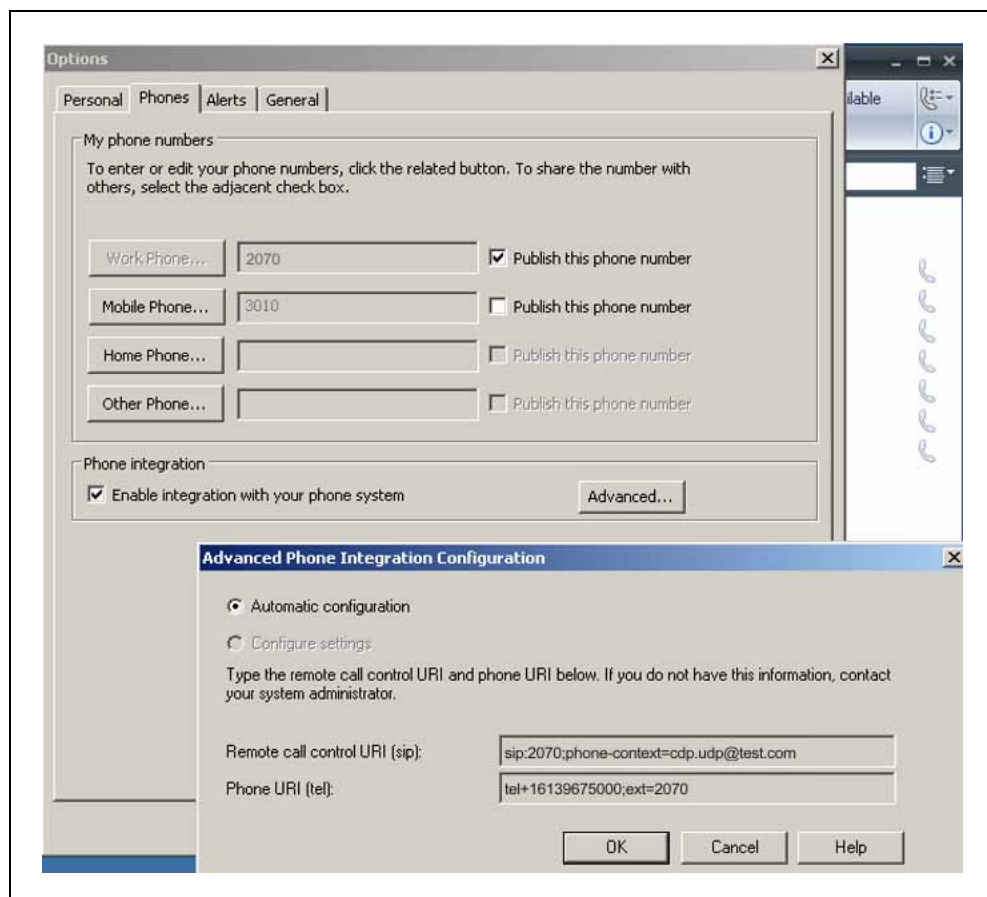 Options
Personal Phones Alerts General
ilable
My phone numbers
To enter or edit your phone numbers, click the related button. To share the number with
others, select the adjacent check box.
Work Phone... 2070 Publish this phone number
Mobile Phone... 3010 Publish this phone number
Home Phone... Publish this phone number
Other Phone... Publish this phone number
Phone integration
Enable integration with your phone system Advanced...
Advanced Phone Integration Configuration
Automatic configuration
Configure settings
Type the remote call control URI and phone URI below. If you do not have this information, contact
your system administrator.
Remote call control URI (sip): sip:2070;phone-context=cdp.udp@test.com
Phone URI (tel): tel+16139675000;ext=2070
OK Cancel Help